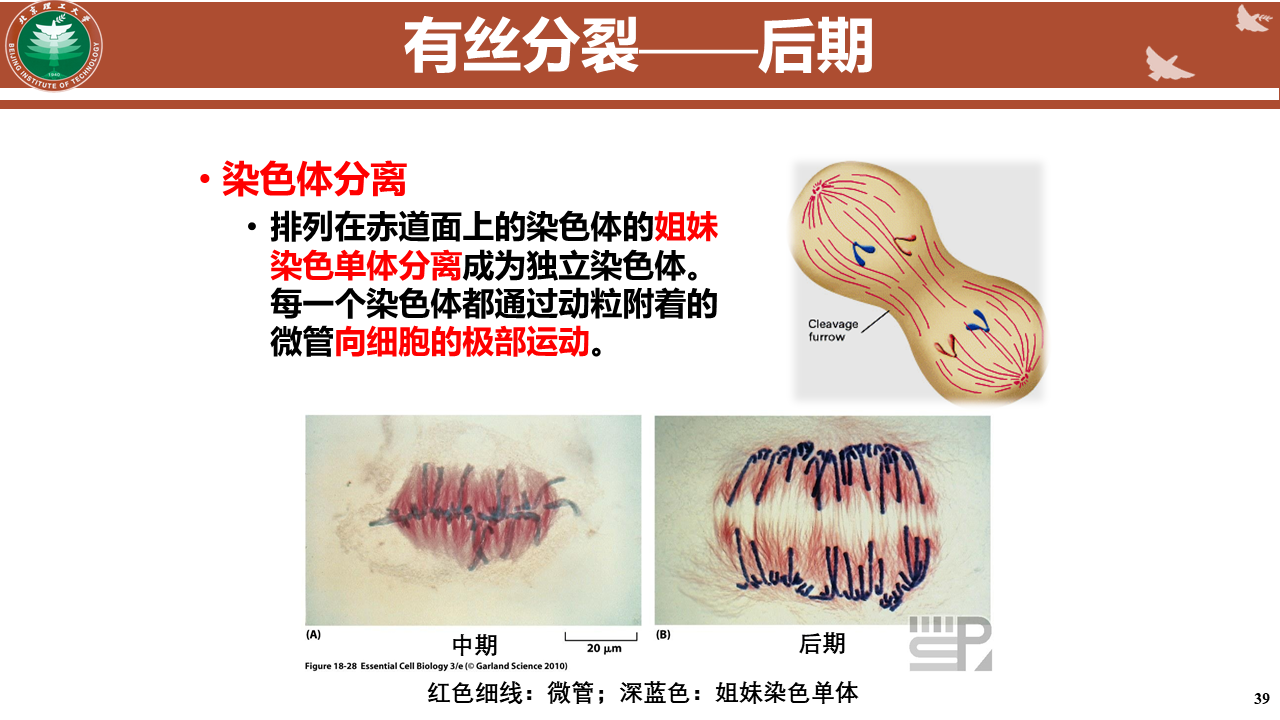 北京理工大学
1940
BEIJING INSTITUTE OF TECHNOLOGY
有丝分裂——后期
• 染色体分离
• 排列在赤道面上的染色体的姐妹
染色单体分离成为独立染色体。
每一个染色体都通过动粒附着的
微管向细胞的极部运动。
Cleavage
furrow
(A)
中期
20 μm
(B)
后期
Figure 18-28 Essential Cell Biology 3/e (© Garland Science 2010)
红色细线：微管；深蓝色：姐妹染色单体
39